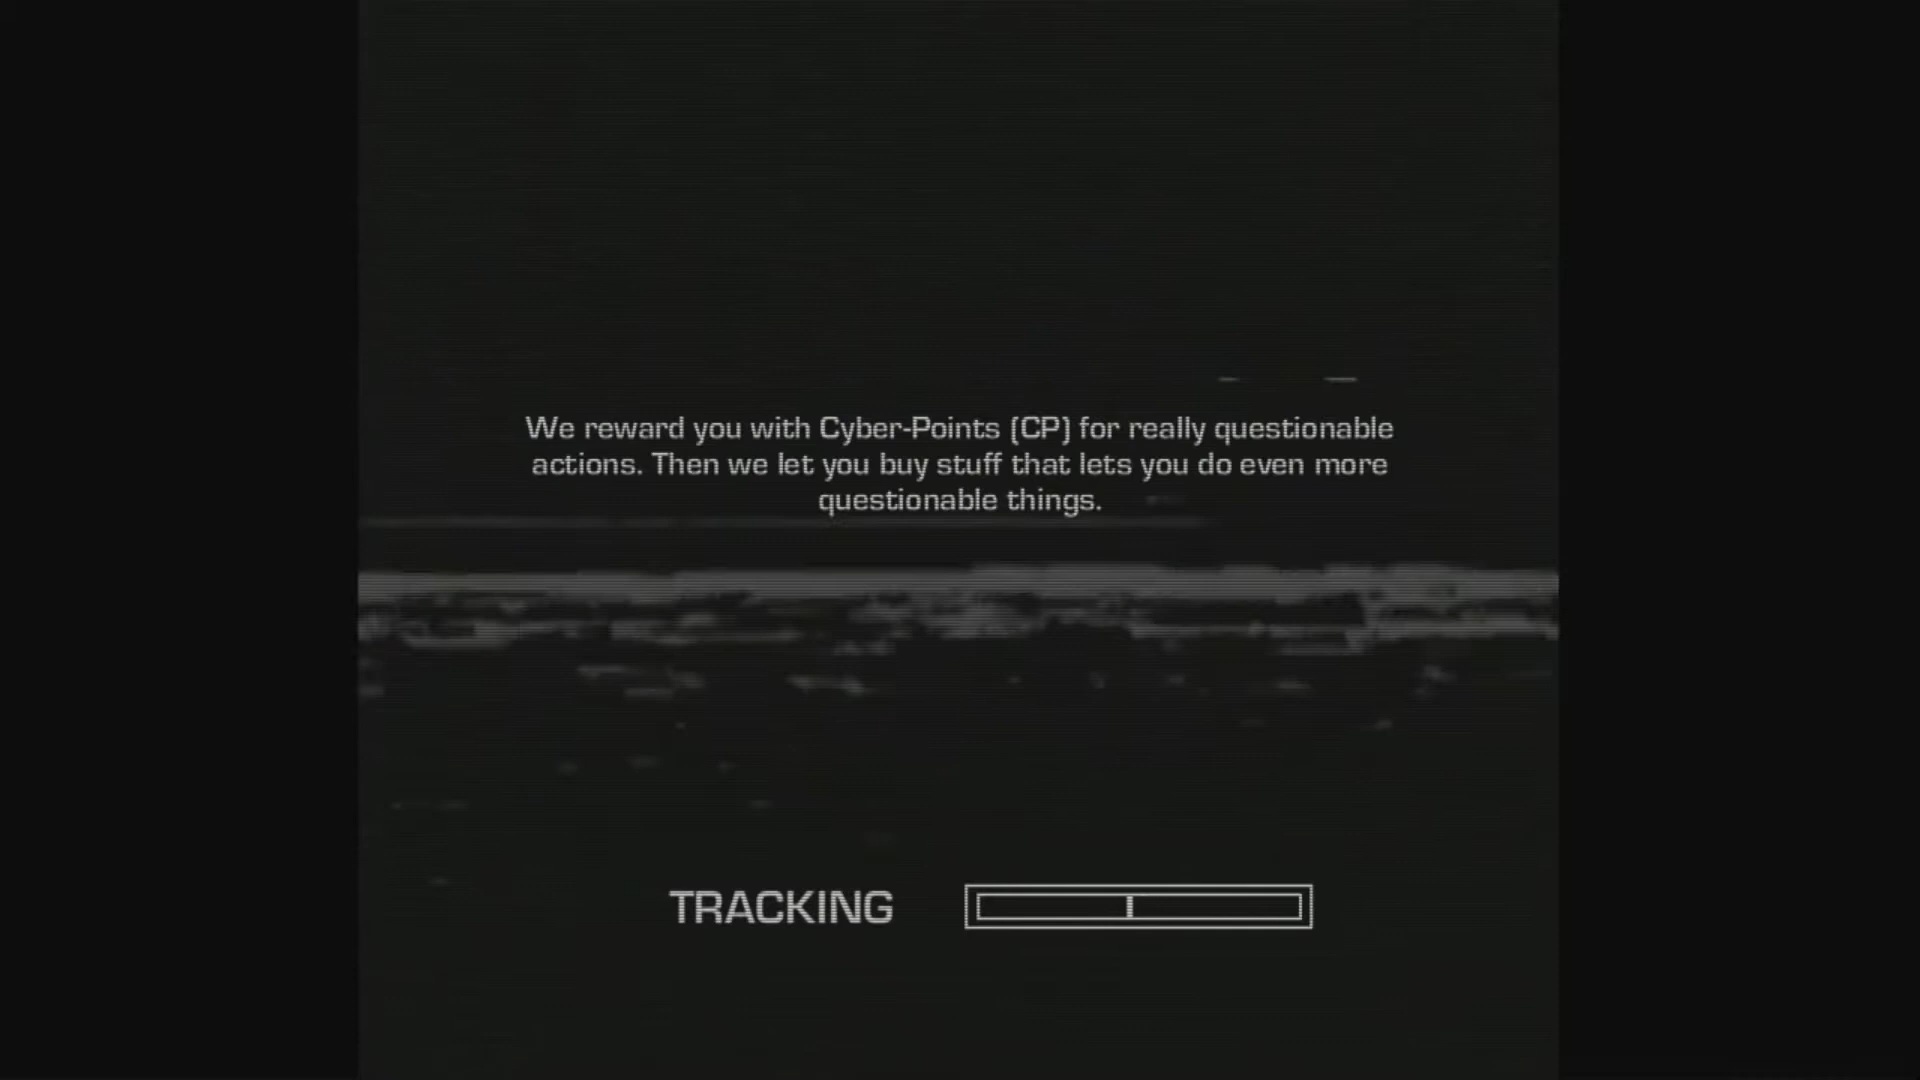 We reward you with Cyber-Points (CP) for really questionable
actions. Then we let you buy stuff that lets you do even more
questionable things.
TRACKING